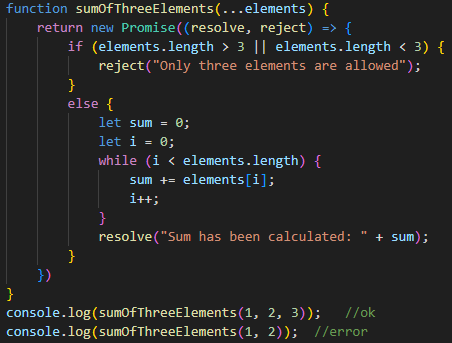 function sumOfThreeElements(...elements) {
    return new Promise((resolve, reject) => {
        if (elements.length > 3 || elements.length < 3) {
            reject("Only three elements are allowed");
        }
        else {
            let sum = 0;
            let i = 0;
            while (i < elements.length) {
                sum += elements[i];
                i++;
            }
            resolve("Sum has been calculated: " + sum);
        }
    })
}
console.log(sumOfThreeElements(1, 2, 3));   //ok
console.log(sumOfThreeElements(1, 2));  //error